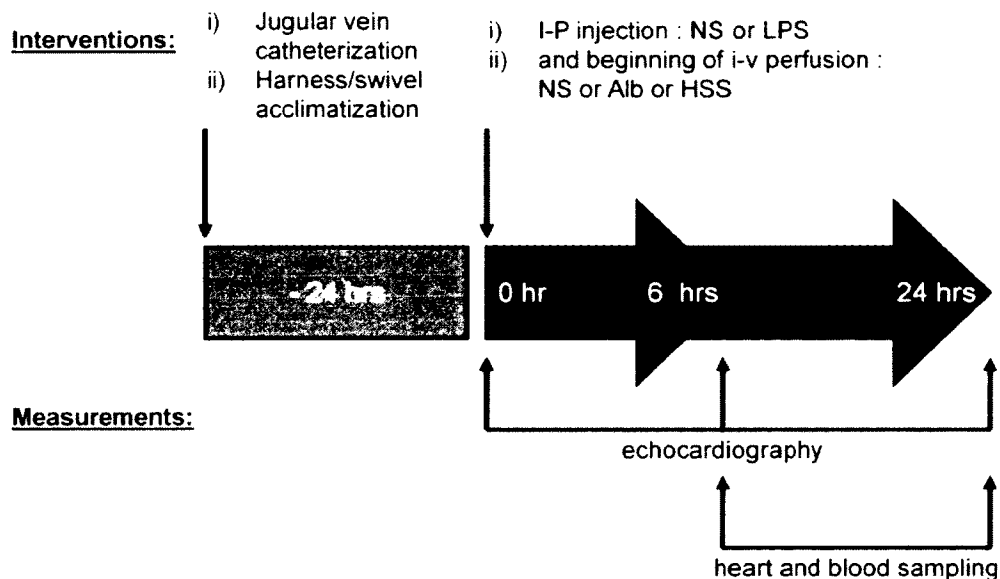 Interventions:
i) Jugular vein
catheterization
ii) Harness/swivel
acclimatization
i) I-P injection : NS or LPS
ii) and beginning of i-v perfusion :
NS or Alb or HSS
- 24 hrs
0 hr
6 hrs
24 hrs
Measurements:
echocardiography
heart and blood sampling